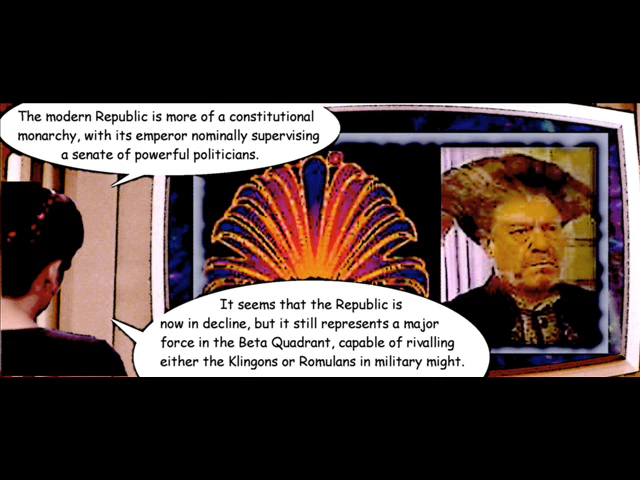 The modern Republic is more of a constitutional
monarchy, with its emperor nominally supervising
a senate of powerful politicians.
It seems that the Republic is
now in decline, but it still represents a major
force in the Beta Quadrant, capable of rivalling
either the Klingons or Romulans in military might.